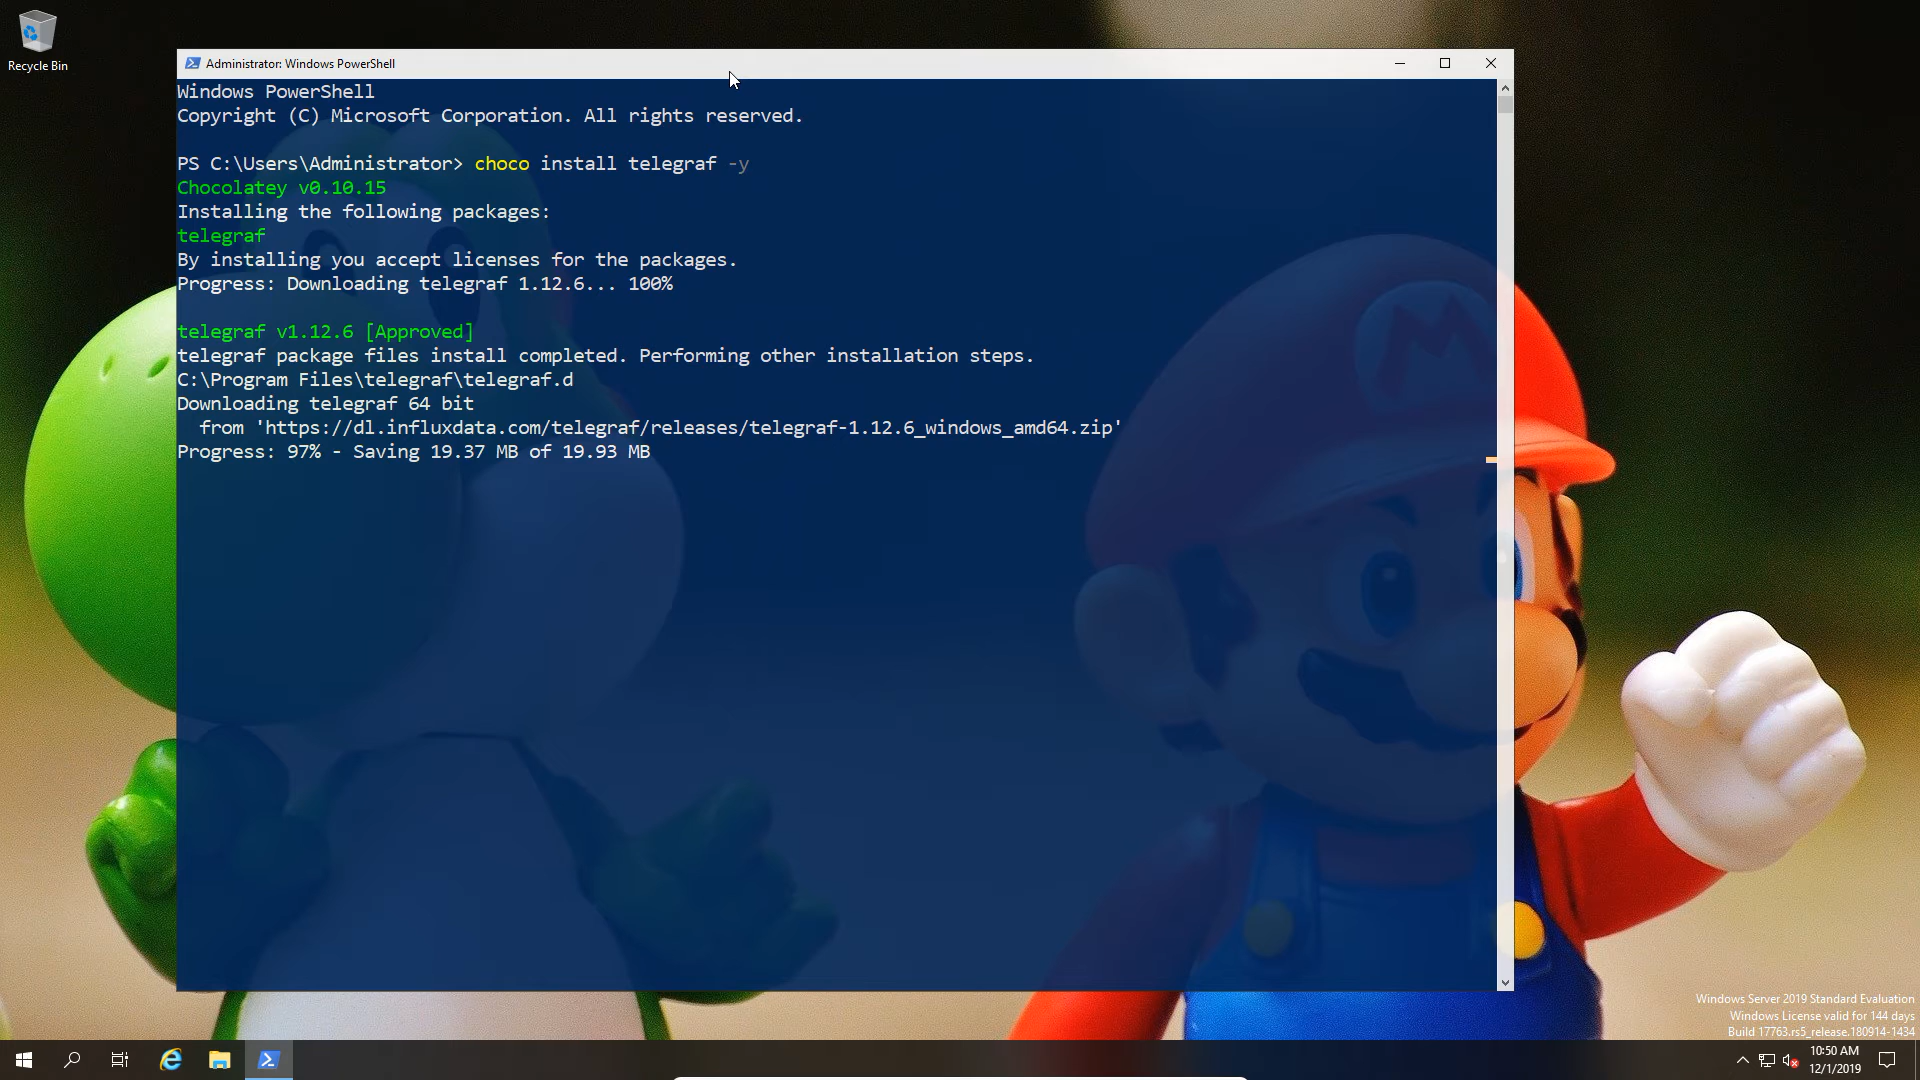 Recycle Bin
Administrator: Windows PowerShell
Windows PowerShell
Copyright (C) Microsoft Corporation. All rights reserved.
PS C:\Users\Administrator> choco install telegraf -y
Chocolatey v0.10.15
Installing the following packages:
telegraf
By installing you accept licenses for the packages.
Progress: Downloading telegraf 1.12.6... 100%
telegraf v1.12.6 [Approved]
telegraf package files install completed. Performing other installation steps.
C:\Program Files\telegraf\telegraf.d
Downloading telegraf 64 bit
  from 'https://dl.influxdata.com/telegraf/releases/telegraf-1.12.6_windows_amd64.zip'
Progress: 97% - Saving 19.37 MB of 19.93 MB
M
Windows Server 2019 Standard Evaluation
Windows License valid for 144 days
Build 17763.rs5_release.180914-1434
10:50 AM
12/1/2019